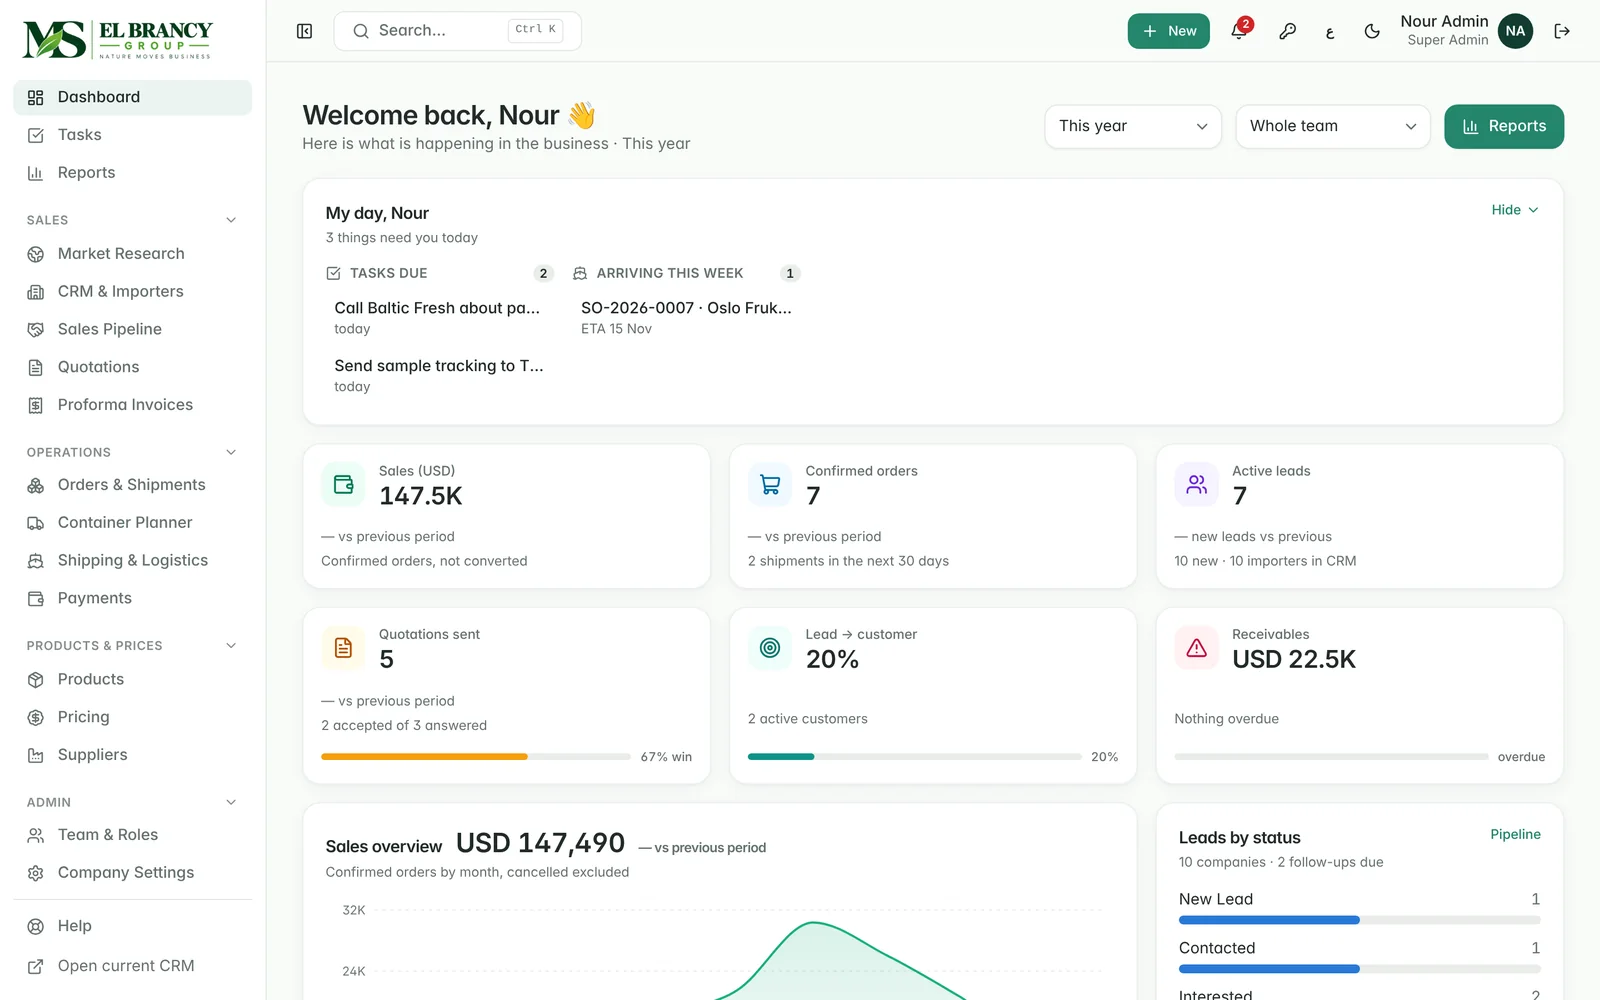 MS EL BRANCY
GROUP
NATURE MOVES BUSINESS
Search...
Ctrl K
New
2
ع
Nour Admin
Super Admin
NA
Dashboard
Tasks
Reports
SALES
Market Research
CRM & Importers
Sales Pipeline
Quotations
Proforma Invoices
OPERATIONS
Orders & Shipments
Container Planner
Shipping & Logistics
Payments
PRODUCTS & PRICES
Products
Pricing
Suppliers
ADMIN
Team & Roles
Company Settings
Help
Open current CRM
Welcome back, Nour 👋
Here is what is happening in the business · This year
This year
Whole team
Reports
My day, Nour
3 things need you today
Hide
TASKS DUE 2
Call Baltic Fresh about pa...
today
Send sample tracking to T...
today
ARRIVING THIS WEEK 1
SO-2026-0007 · Oslo Fruk...
ETA 15 Nov
Sales (USD)
147.5K
— vs previous period
Confirmed orders, not converted
Confirmed orders
7
— vs previous period
2 shipments in the next 30 days
Active leads
7
— new leads vs previous
10 new · 10 importers in CRM
Quotations sent
5
— vs previous period
2 accepted of 3 answered
67% win
Lead → customer
20%
2 active customers
20%
Receivables
USD 22.5K
Nothing overdue
overdue
Sales overview USD 147,490 — vs previous period
Confirmed orders by month, cancelled excluded
32K
24K
Leads by status
Pipeline
10 companies · 2 follow-ups due
New Lead 1
Contacted 1
Interested 2